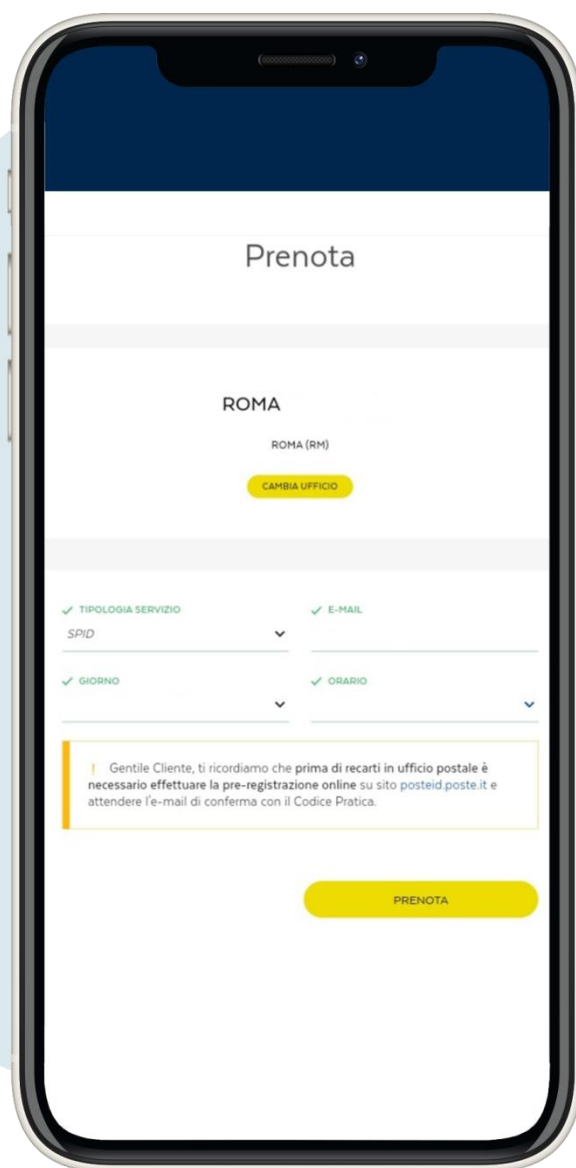 Prenota
ROMA
ROMA (RM)
CAMBIA UFFICIO
TIPOLOGIA SERVIZIO
SPID
E-MAIL
GIORNO
ORARIO
! Gentile Cliente, ti ricordiamo che prima di recarti in ufficio postale è
necessario effettuare la pre-registrazione online su sito posteid.poste.it e
attendere l'e-mail di conferma con il Codice Pratica.
PRENOTA